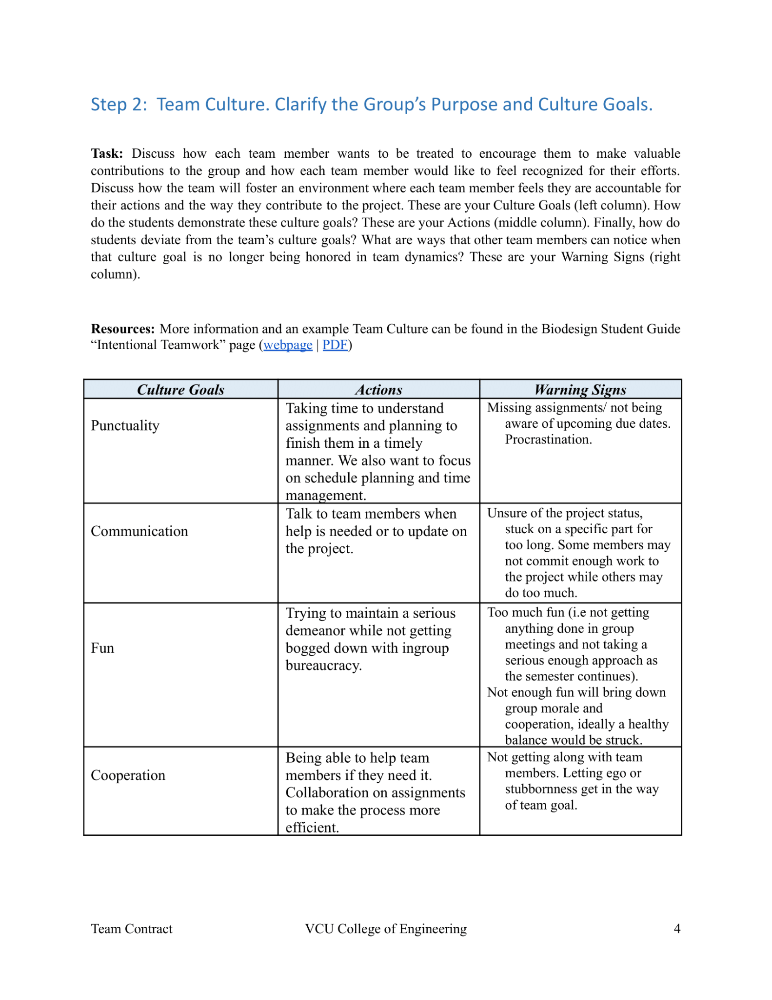 Step 2:  Team Culture. Clarify the Group’s Purpose and Culture Goals.
Task: Discuss how each team member wants to be treated to encourage them to make valuable
contributions to the group and how each team member would like to feel recognized for their efforts.
Discuss how the team will foster an environment where each team member feels they are accountable for
their actions and the way they contribute to the project. These are your Culture Goals (left column). How
do the students demonstrate these culture goals? These are your Actions (middle column). Finally, how do
students deviate from the team’s culture goals? What are ways that other team members can notice when
that culture goal is no longer being honored in team dynamics? These are your Warning Signs (right
column).
Resources: More information and an example Team Culture can be found in the Biodesign Student Guide
“Intentional Teamwork” page (webpage | PDF)
Culture Goals
Actions
Warning Signs
Punctuality
Taking time to understand
assignments and planning to
finish them in a timely
manner. We also want to focus
on schedule planning and time
management.
Missing assignments/ not being
aware of upcoming due dates.
Procrastination.
Communication
Talk to team members when
help is needed or to update on
the project.
Unsure of the project status,
stuck on a specific part for
too long. Some members may
not commit enough work to
the project while others may
do too much.
Fun
Trying to maintain a serious
demeanor while not getting
bogged down with ingroup
bureaucracy.
Too much fun (i.e not getting
anything done in group
meetings and not taking a
serious enough approach as
the semester continues).
Not enough fun will bring down
group morale and
cooperation, ideally a healthy
balance would be struck.
Cooperation
Being able to help team
members if they need it.
Collaboration on assignments
to make the process more
efficient.
Not getting along with team
members. Letting ego or
stubbornness get in the way
of team goal.
Team Contract
VCU College of Engineering
4